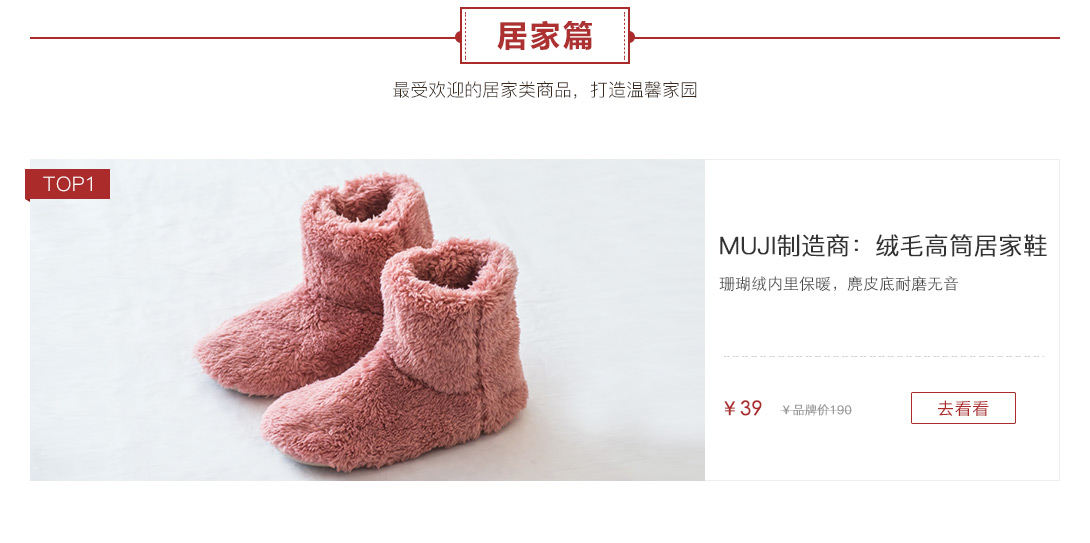 居家篇
最受欢迎的居家类商品，打造温馨家园
TOP1
MUJI制造商：绒毛高筒居家鞋
珊瑚绒内里保暖，麂皮底耐磨无音
¥39 ¥品牌价190 去看看